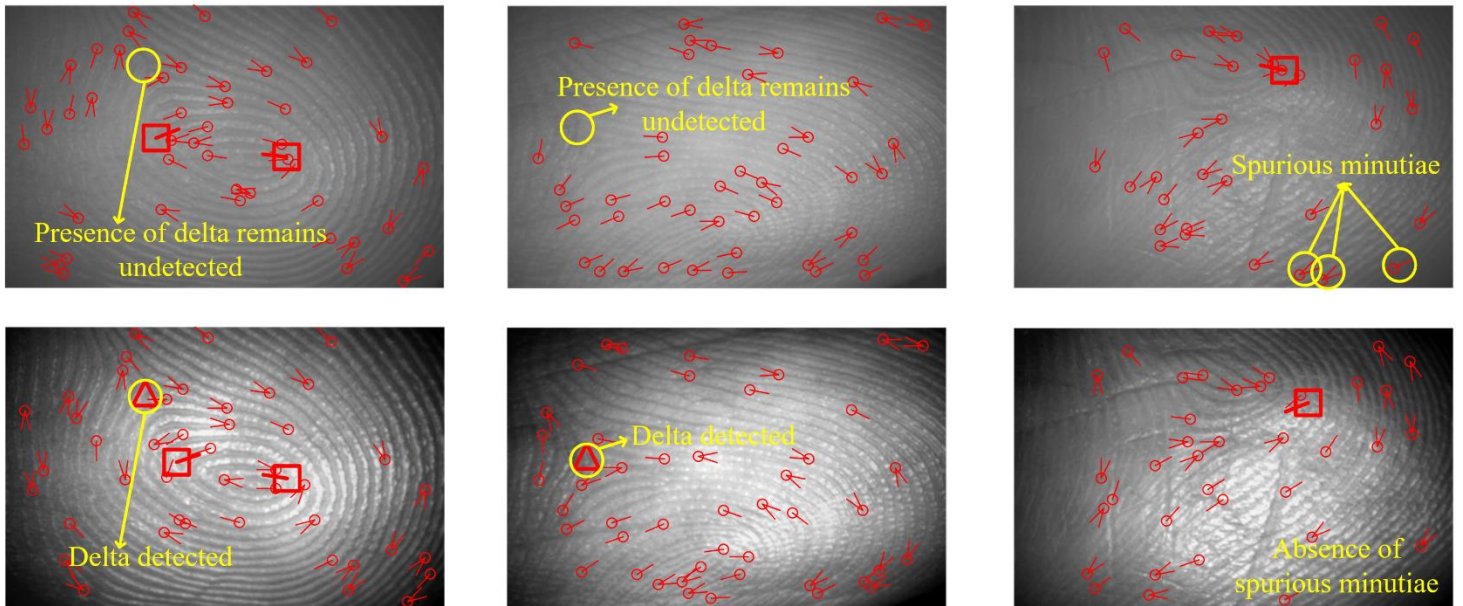 Presence of delta remains
undetected
Presence of delta remains
undetected
Spurious minutiae
Delta detected
Delta detected
Absence of
spurious minutiae